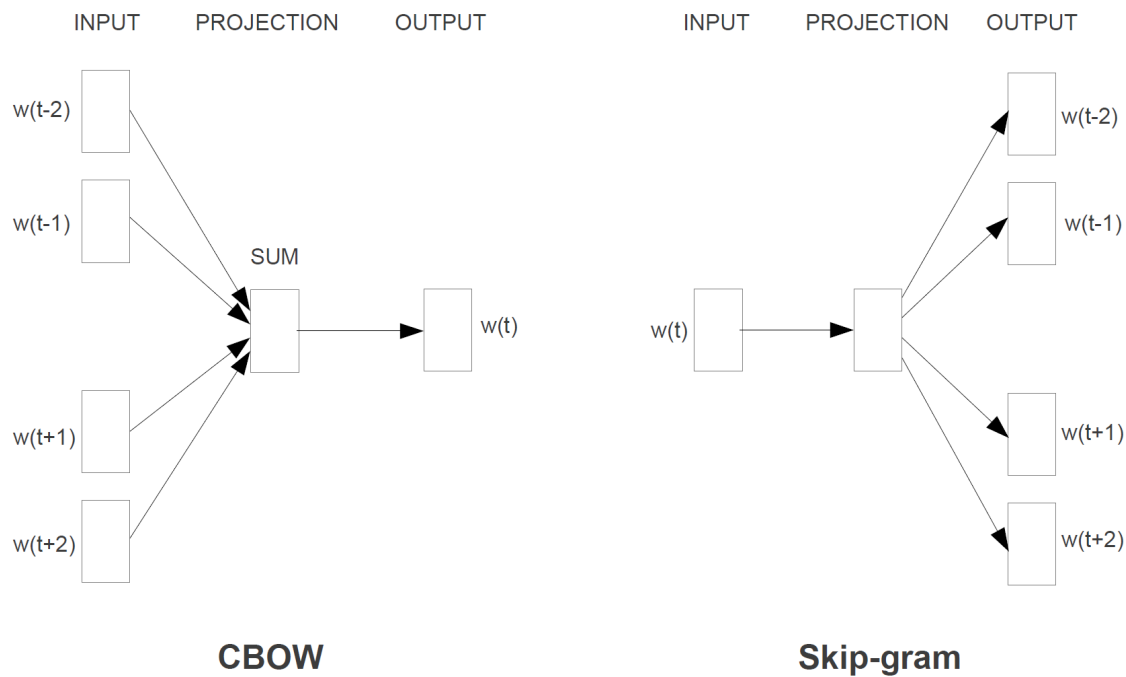 INPUT PROJECTION OUTPUT
w(t-2)
w(t-1)
SUM
w(t)
w(t+1)
w(t+2)
CBOW
INPUT PROJECTION OUTPUT
w(t-2)
w(t-1)
w(t)
w(t+1)
w(t+2)
Skip-gram